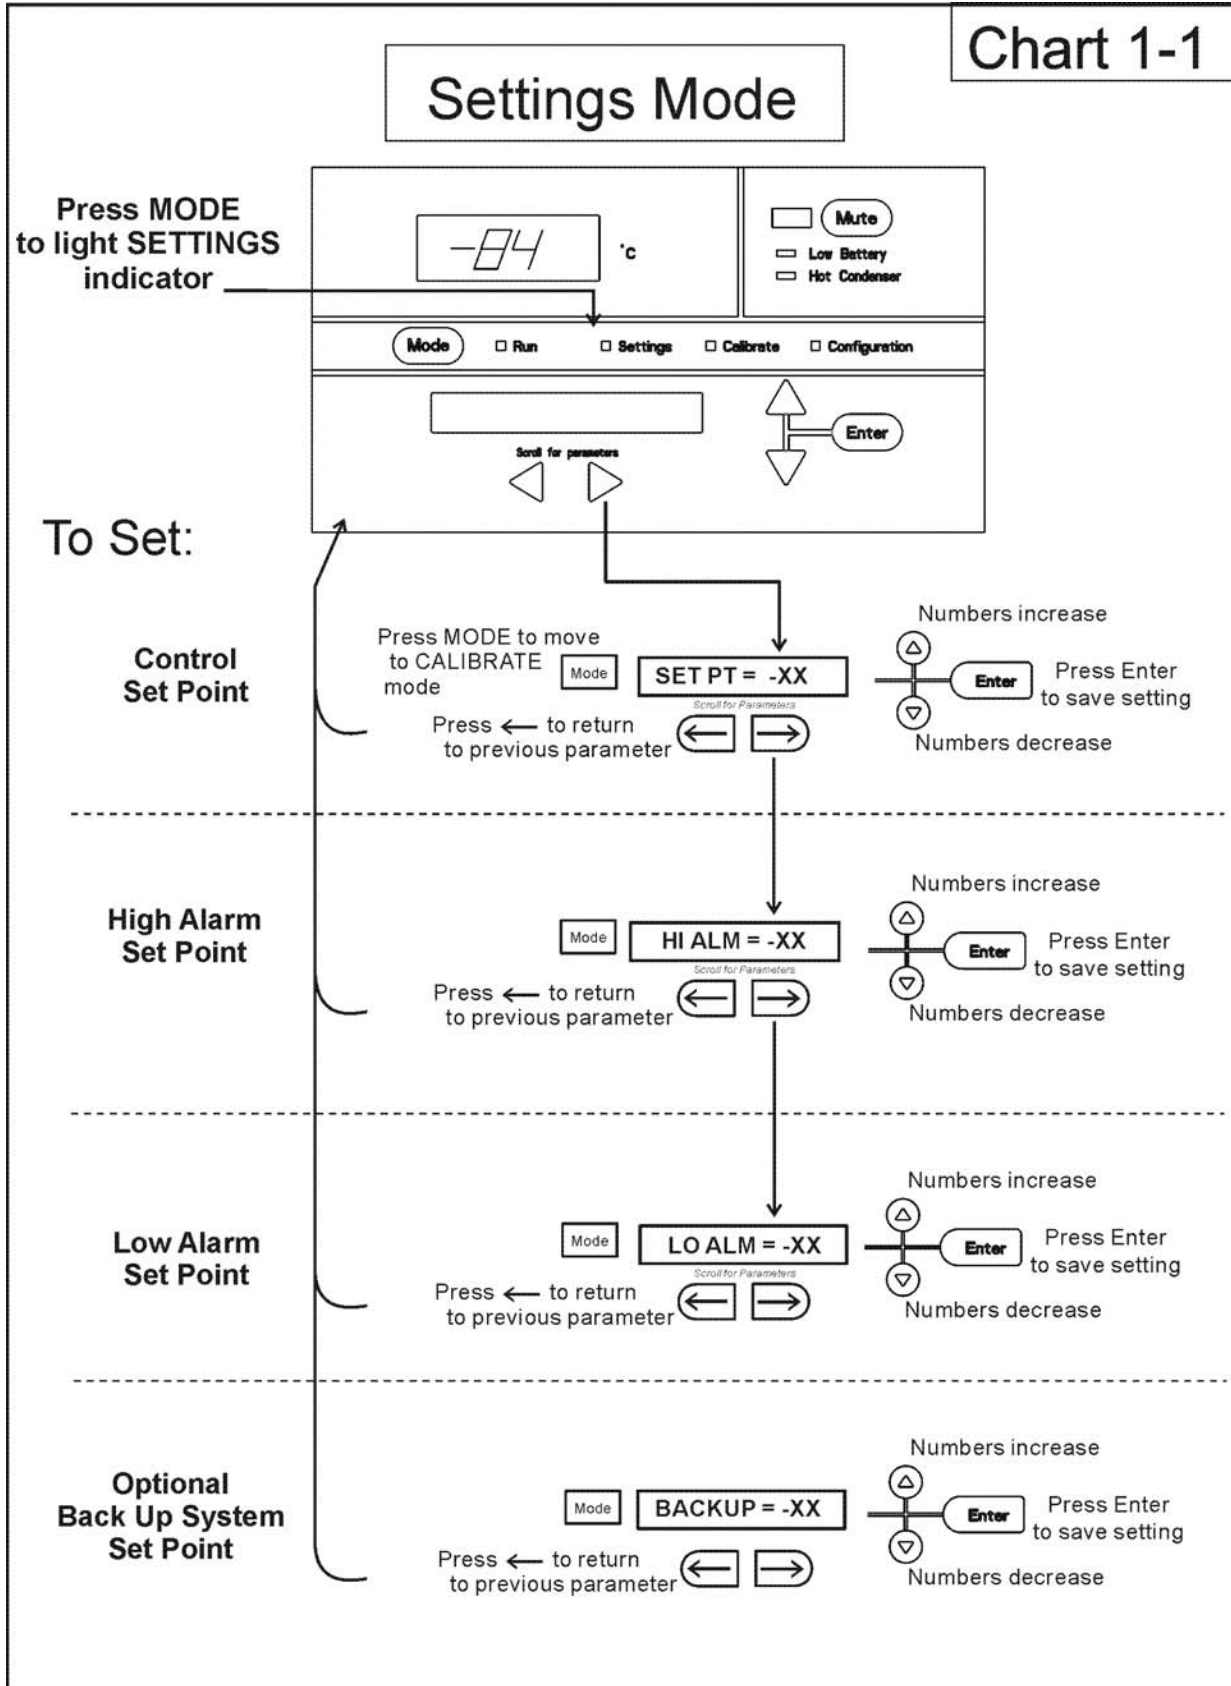 Chart 1-1
Settings Mode
Press MODE
to light SETTINGS
indicator
-84
°C
Mute
Low Battery
Hot Condenser
Mode
Run
Settings
Calibrate
Configuration
Scroll for parameters
Enter
To Set:
Control
Set Point
Press MODE to move
to CALIBRATE
mode
Mode
SET PT = -XX
Scroll for Parameters
Press ← to return
to previous parameter
Numbers increase
Enter
Press Enter
to save setting
Numbers decrease
High Alarm
Set Point
Mode
HI ALM = -XX
Scroll for Parameters
Press ← to return
to previous parameter
Numbers increase
Enter
Press Enter
to save setting
Numbers decrease
Low Alarm
Set Point
Mode
LO ALM = -XX
Scroll for Parameters
Press ← to return
to previous parameter
Numbers increase
Enter
Press Enter
to save setting
Numbers decrease
Optional
Back Up System
Set Point
Mode
BACKUP = -XX
Press ← to return
to previous parameter
Numbers increase
Enter
Press Enter
to save setting
Numbers decrease